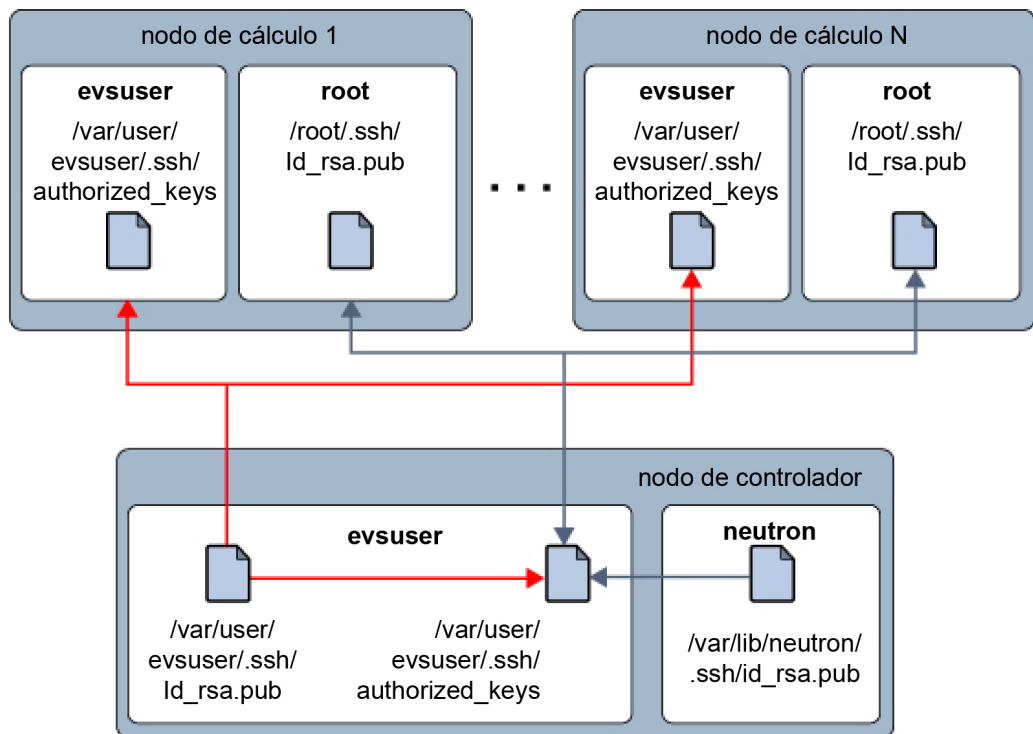 nodo de cálculo 1
evsuser
/var/user/
evsuser/.ssh/
authorized_keys
root
/root/.ssh/
Id_rsa.pub
. . .
nodo de cálculo N
evsuser
/var/user/
evsuser/.ssh/
authorized_keys
root
/root/.ssh/
Id_rsa.pub
nodo de controlador
evsuser
/var/user/
evsuser/.ssh/
Id_rsa.pub
/var/user/
evsuser/.ssh/
authorized_keys
neutron
/var/lib/neutron/
.ssh/id_rsa.pub